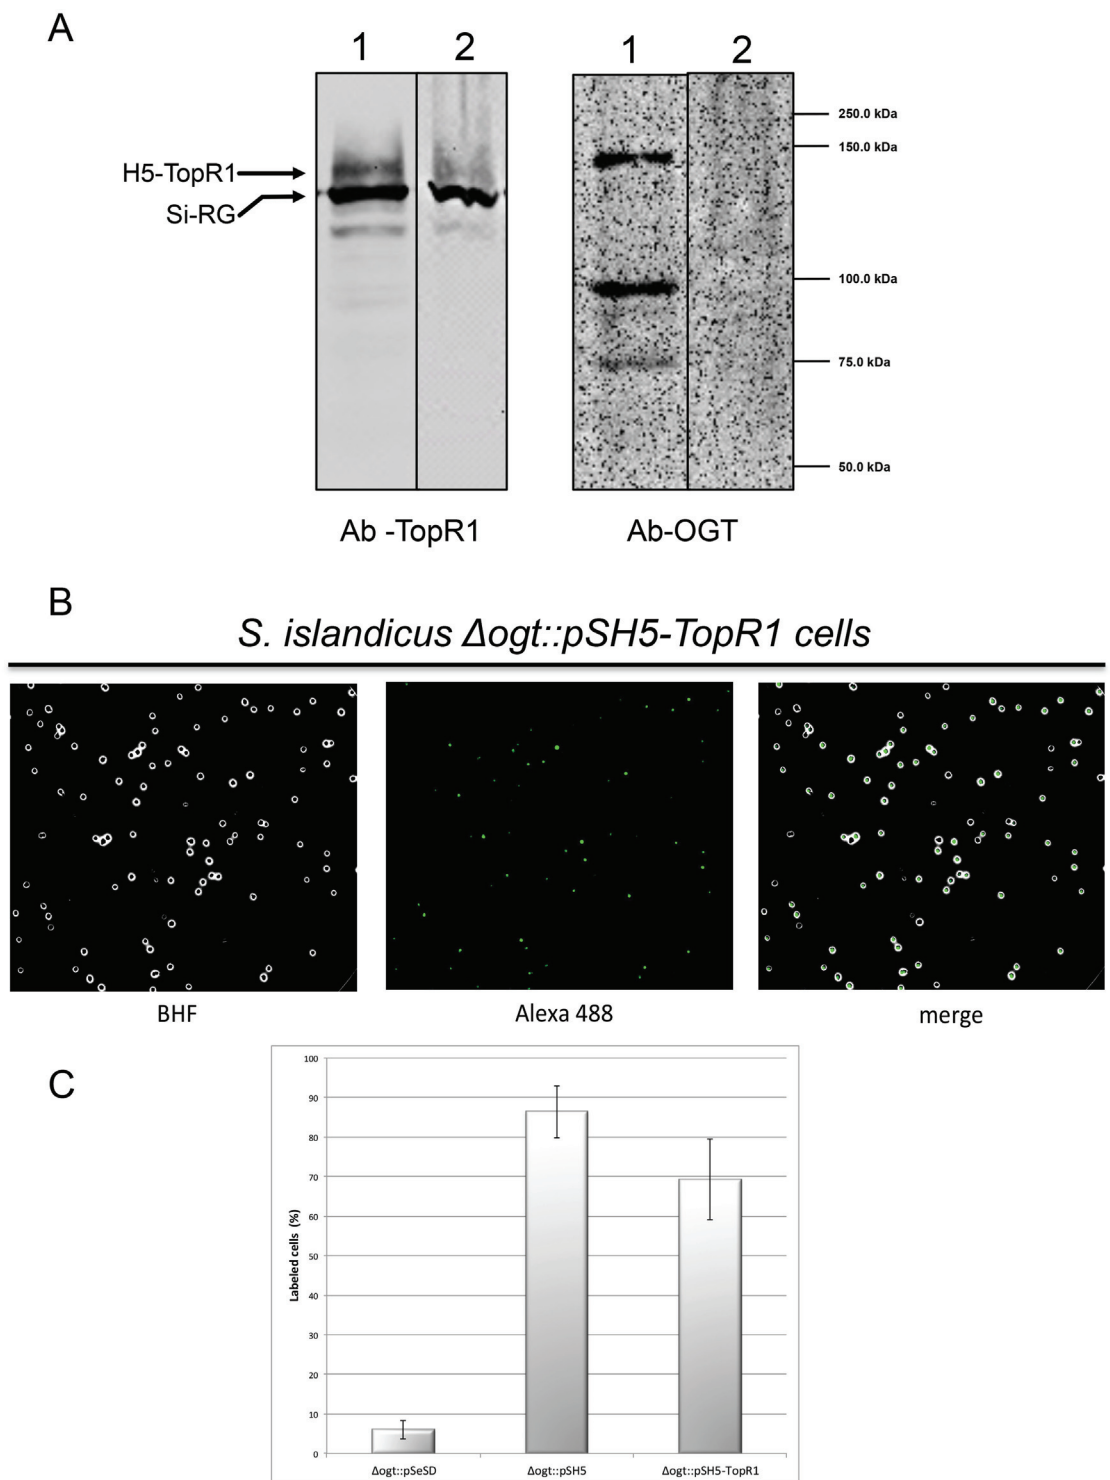 A
1 2 1 2
H5-TopR1
Si-RG
250.0 kDa
150.0 kDa
100.0 kDa
75.0 kDa
50.0 kDa
Ab -TopR1
Ab-OGT
B
S. islandicus Δogt::pSH5-TopR1 cells
BHF
Alexa 488
merge
C
Labeled cells (%)
100
90
80
70
60
50
40
30
20
10
0
Δogt::pSeSD
Δogt::pSH5
Δogt::pSH5-TopR1